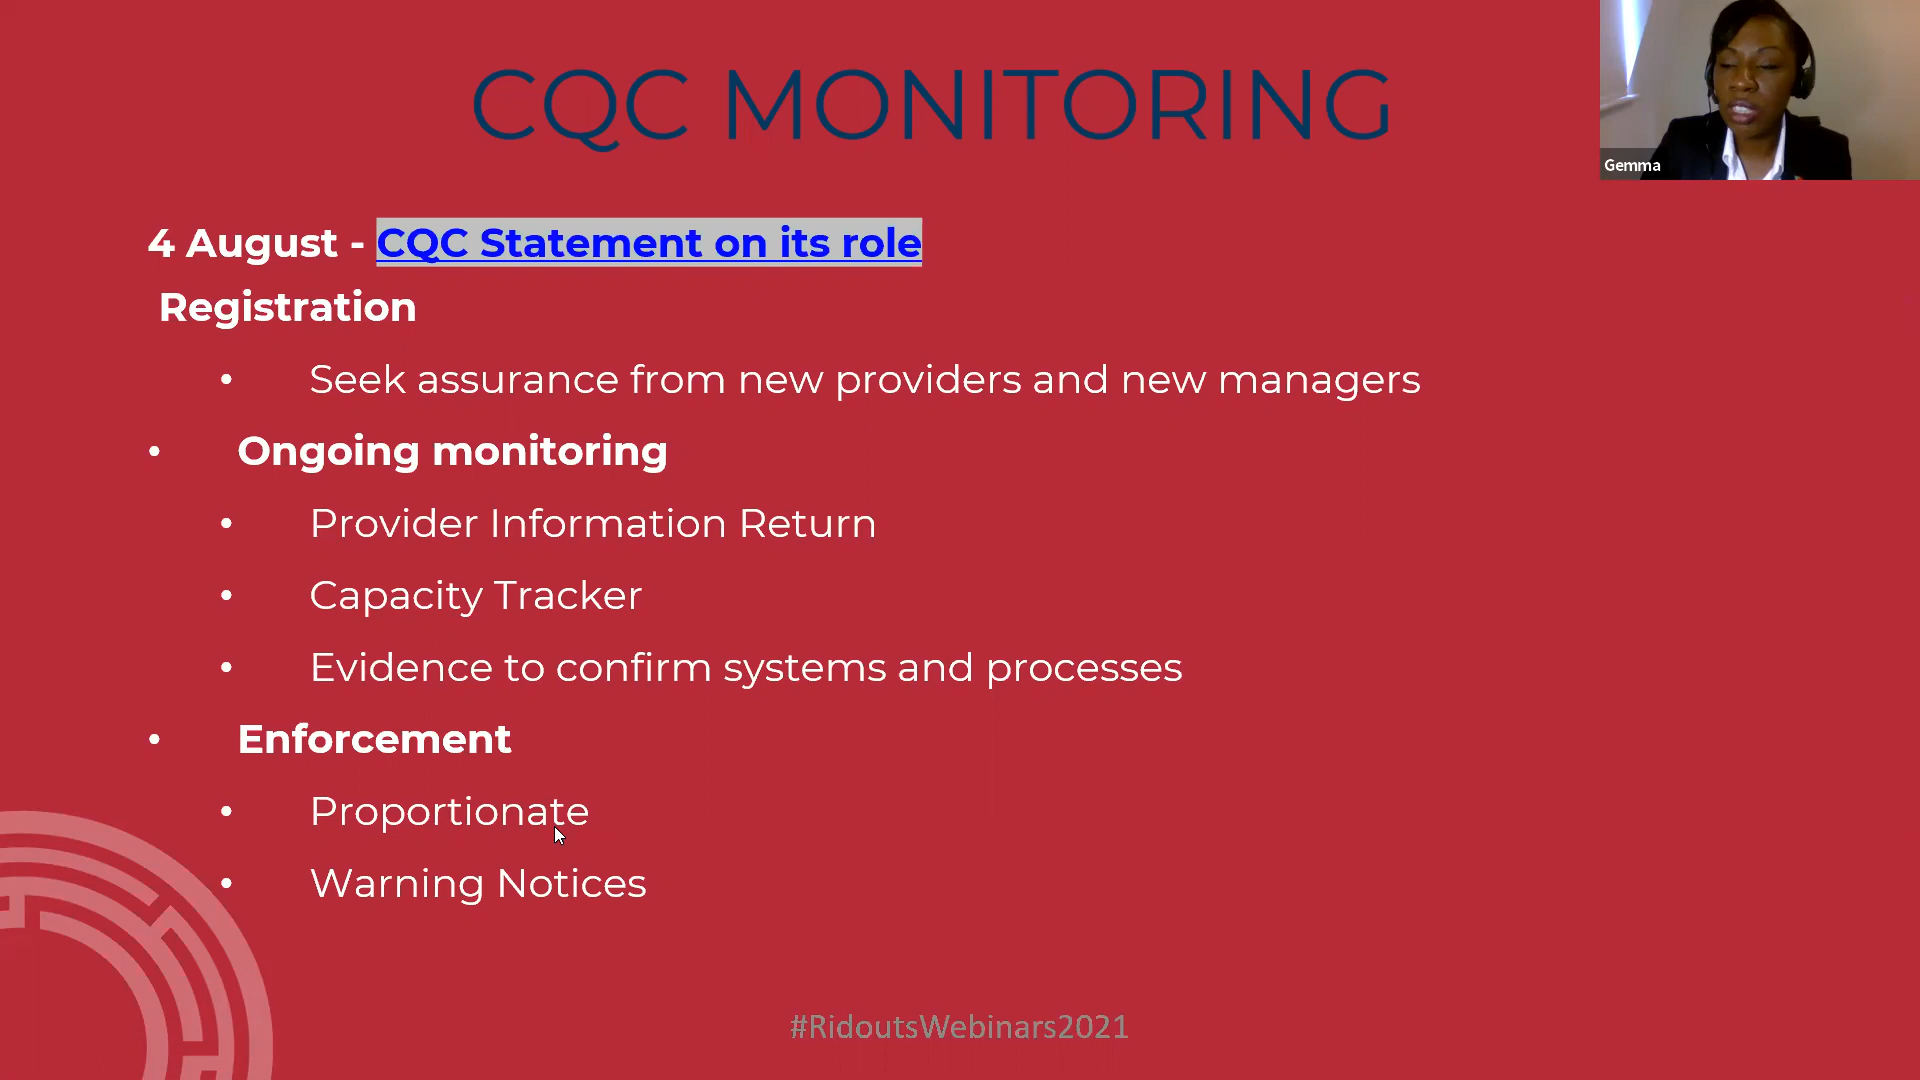 CQC MONITORING
Gemma
4 August - CQC Statement on its role
Registration
• Seek assurance from new providers and new managers
• Ongoing monitoring
• Provider Information Return
• Capacity Tracker
• Evidence to confirm systems and processes
• Enforcement
• Proportionate
• Warning Notices
#RidoutsWebinars2021